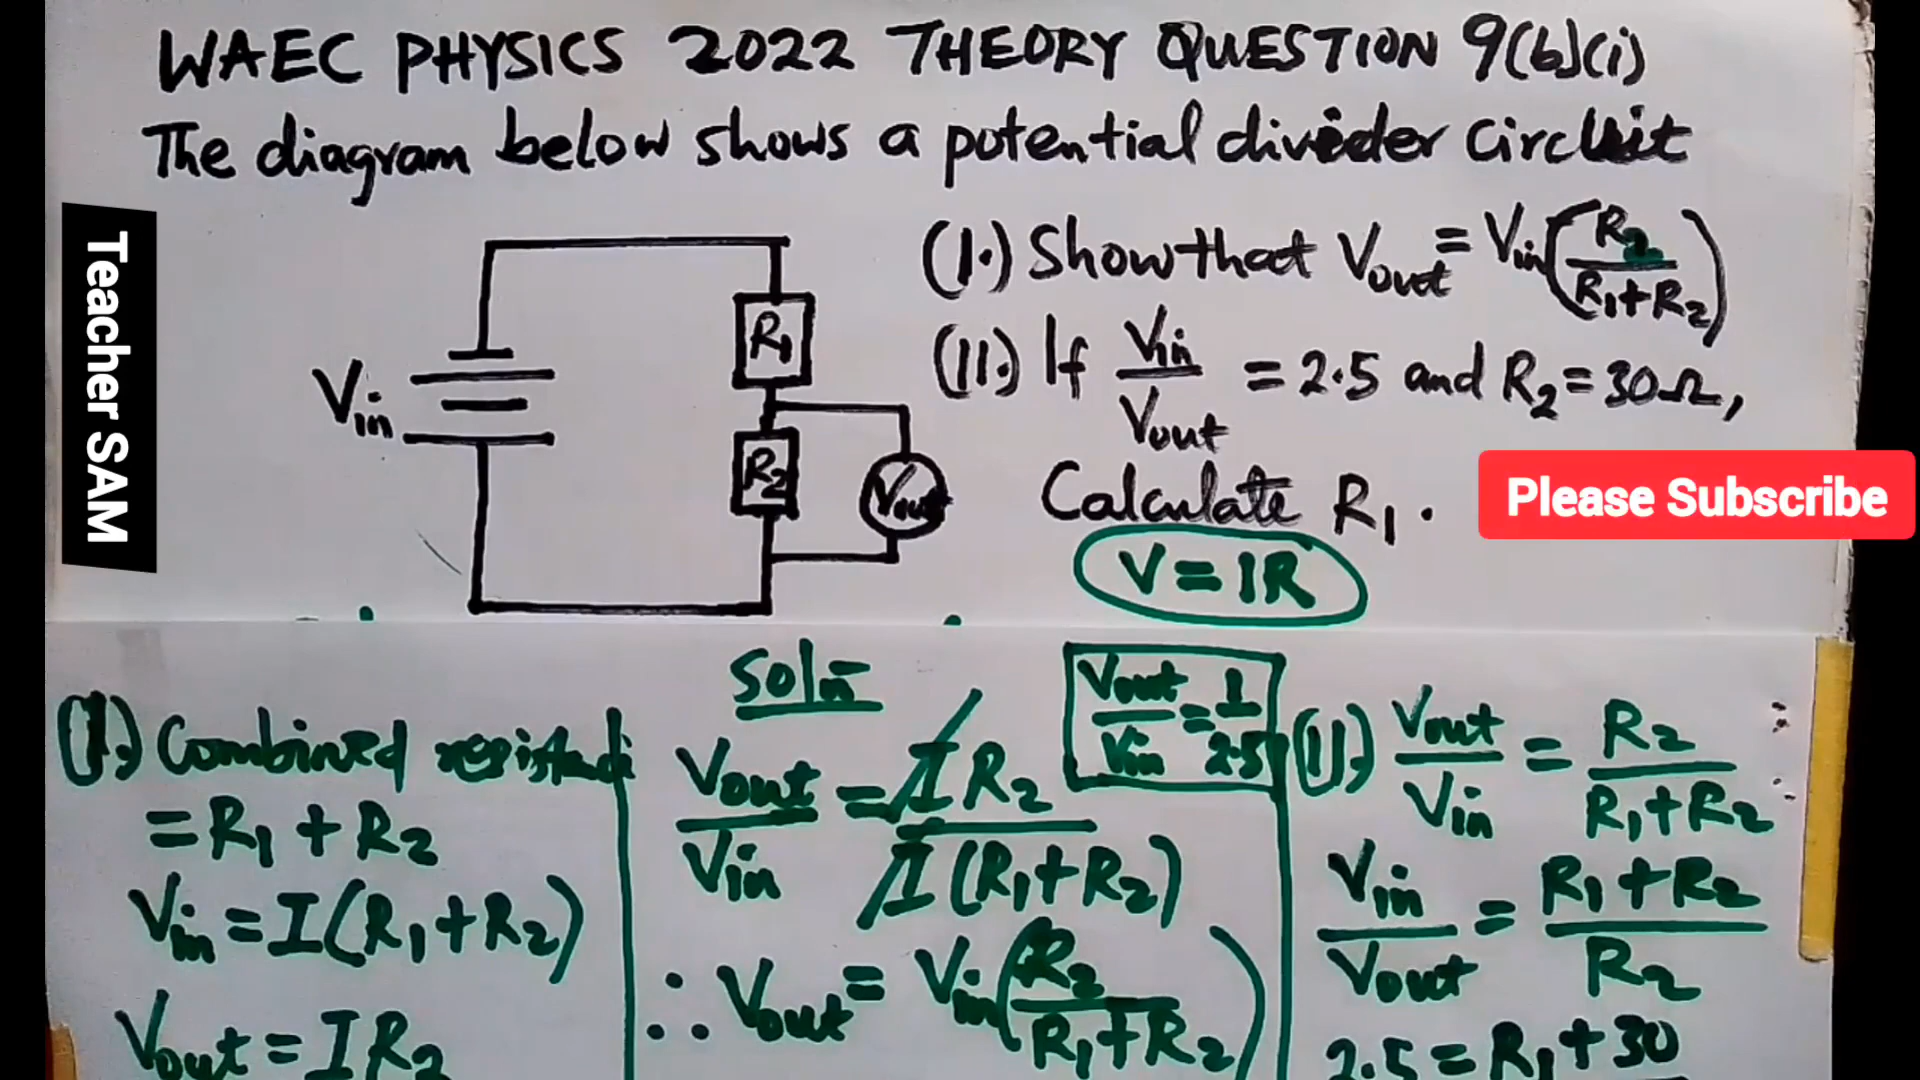 WAEC PHYSICS 2022 THEORY QUESTION 9(b)(i)
The diagram below shows a potential divider circuit
Teacher SAM
Vin
R1
R2
Vout
(I.) Show that Vout = Vin(R2/(R1+R2))
(II.) If Vin/Vout = 2.5 and R2 = 30Ω,
Calculate R1.
Please Subscribe
V = IR
Soln
(I.) Combined
= R1 + R2
Vin = I(R1+R2)
Vout = IR2
Vout/Vin = IR2/I(R1+R2)
∴ Vout = Vin(R2/(R1+R2))
Vout/Vin = 1/2.5
(II.) Vout/Vin = R2/(R1+R2)
Vin/Vout = (R1+R2)/R2
2.5 = R1+30